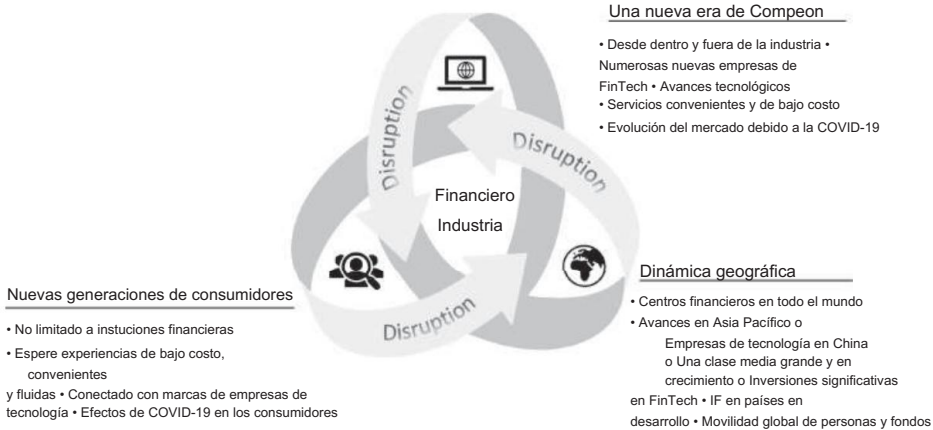 Una nueva era de Compeon
• Desde dentro y fuera de la industria •
Numerosas nuevas empresas de
FinTech • Avances tecnológicos
• Servicios convenientes y de bajo costo
• Evolución del mercado debido a la COVID-19
Disruption
Disruption
Financiero
Industria
Disruption
Nuevas generaciones de consumidores
• No limitado a instuciones financieras
• Espere experiencias de bajo costo,
convenientes
y fluidas • Conectado con marcas de empresas de
tecnología • Efectos de COVID-19 en los consumidores
Dinámica geográfica
• Centros financieros en todo el mundo
• Avances en Asia Pacífico o
Empresas de tecnología en China
o Una clase media grande y en
crecimiento o Inversiones significativas
en FinTech • IF en países en
desarrollo • Movilidad global de personas y fondos